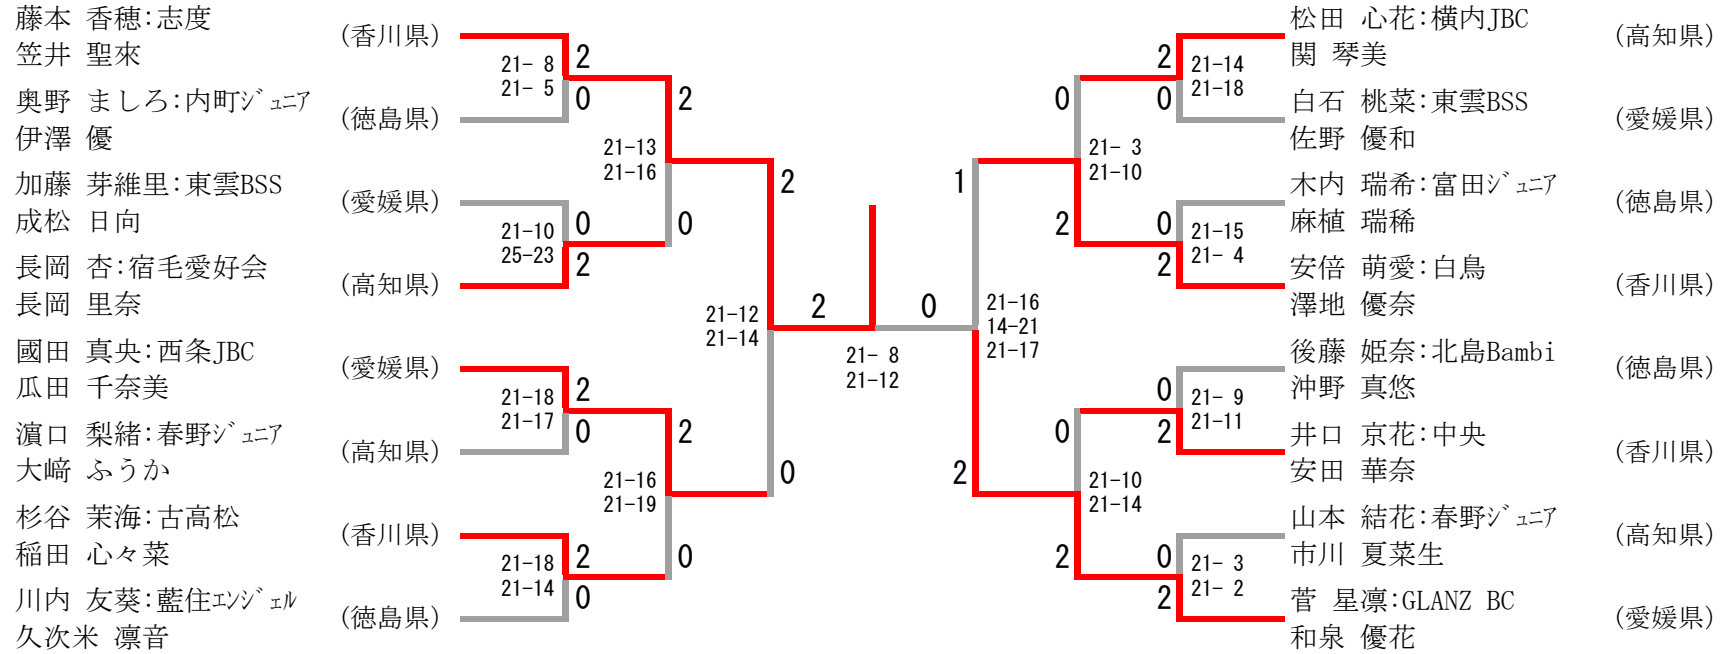 藤本 香穂:志度
笠井 聖來
(香川県)
奥野 ましろ:内町ジュニア
伊澤 優
(徳島県)
加藤 芽維里:東雲BSS
成松 日向
(愛媛県)
長岡 杏:宿毛愛好会
長岡 里奈
(高知県)
國田 真央:西条JBC
瓜田 千奈美
(愛媛県)
濵口 梨緒:春野ジュニア
大﨑 ふうか
(高知県)
杉谷 茉海:古高松
稲田 心々菜
(香川県)
川内 友葵:藍住エンジェル
久次米 凛音
(徳島県)
21- 8
21- 5
2
0
21-10
25-23
0
2
21-18
21-17
2
0
21-18
21-14
2
0
21-13
21-16
2
0
21-16
21-19
2
0
21-12
21-14
2
0
2
0
21- 8
21-12
1
2
21-16
14-21
21-17
0
2
21- 3
21-10
0
2
21-10
21-14
2
0
21-14
21-18
0
2
21-15
21- 4
0
2
21- 9
21-11
0
2
21- 3
21- 2
松田 心花:横内JBC
関 琴美
(高知県)
白石 桃菜:東雲BSS
佐野 優和
(愛媛県)
木内 瑞希:富田ジュニア
麻植 瑞稀
(徳島県)
安倍 萌愛:白鳥
澤地 優奈
(香川県)
後藤 姫奈:北島Bambi
沖野 真悠
(徳島県)
井口 京花:中央
安田 華奈
(香川県)
山本 結花:春野ジュニア
市川 夏菜生
(高知県)
菅 星凛:GLANZ BC
和泉 優花
(愛媛県)